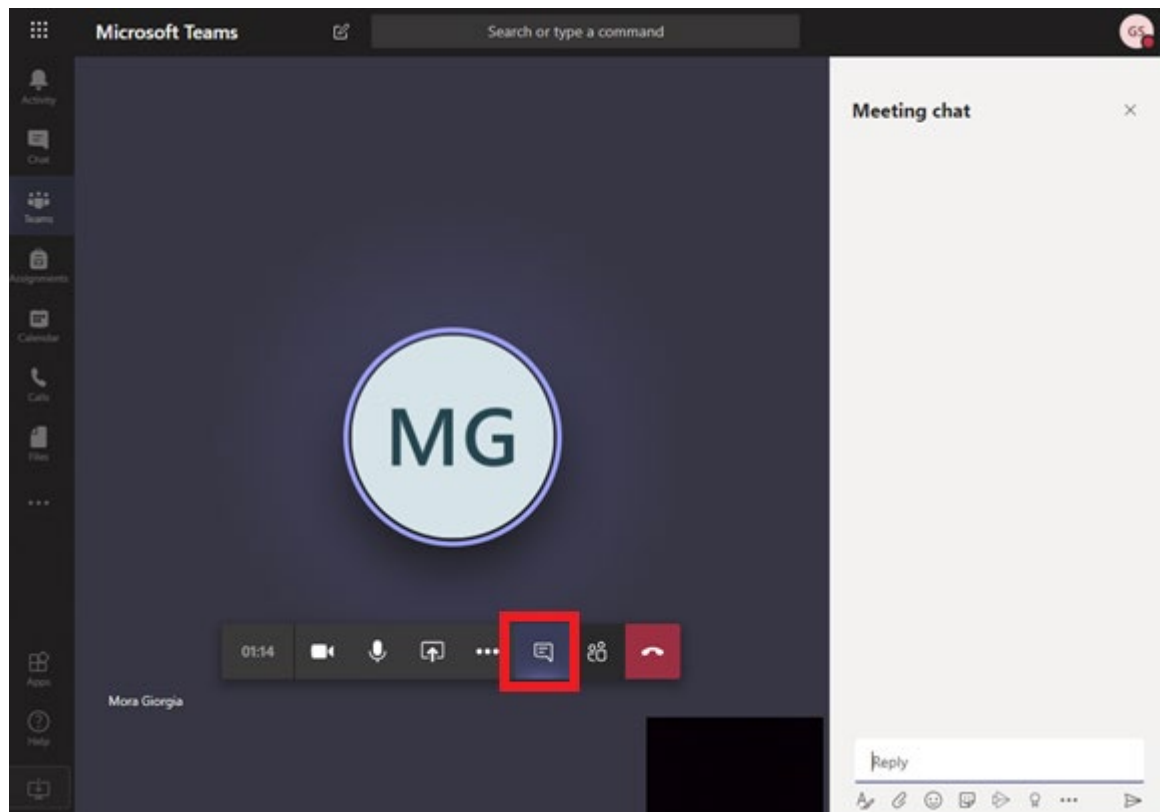 Microsoft Teams
Search or type a command
GS
Activity
Chat
Teams
Assignments
Calendar
Calls
Files
Apps
Help
Meeting chat
MG
01:14
Mora Giorgia
Reply